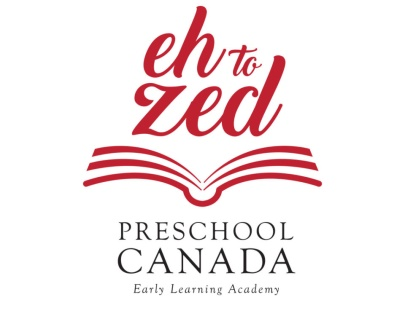 eh to
zed
PRESCHOOL
CANADA
Early Learning Academy